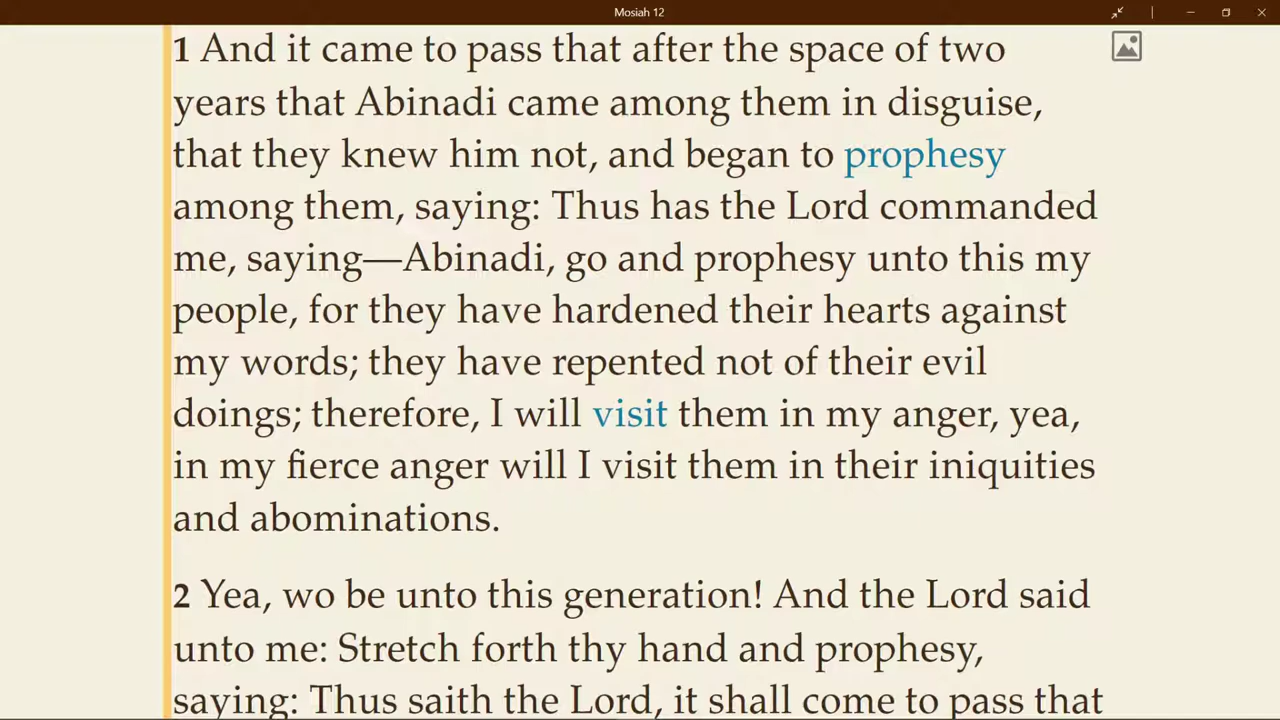 Mosiah 12
1 And it came to pass that after the space of two
years that Abinadi came among them in disguise,
that they knew him not, and began to prophesy
among them, saying: Thus has the Lord commanded
me, saying—Abinadi, go and prophesy unto this my
people, for they have hardened their hearts against
my words; they have repented not of their evil
doings; therefore, I will visit them in my anger, yea,
in my fierce anger will I visit them in their iniquities
and abominations.
2 Yea, wo be unto this generation! And the Lord said
unto me: Stretch forth thy hand and prophesy,
saying: Thus saith the Lord, it shall come to pass that